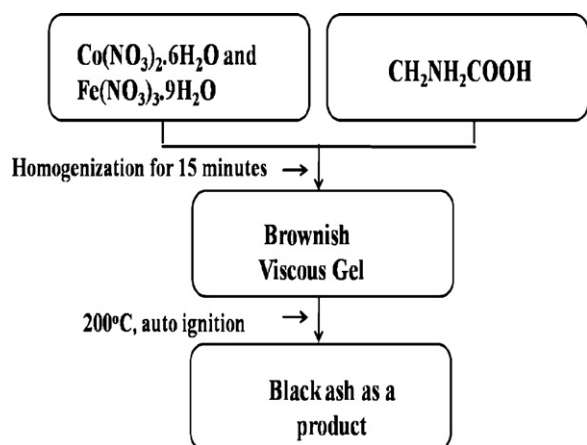 Co(NO₃)₂.6H₂O and
Fe(NO₃)₃.9H₂O
CH₂NH₂COOH
Homogenization for 15 minutes
Brownish
Viscous Gel
200°C, auto ignition
Black ash as a
product